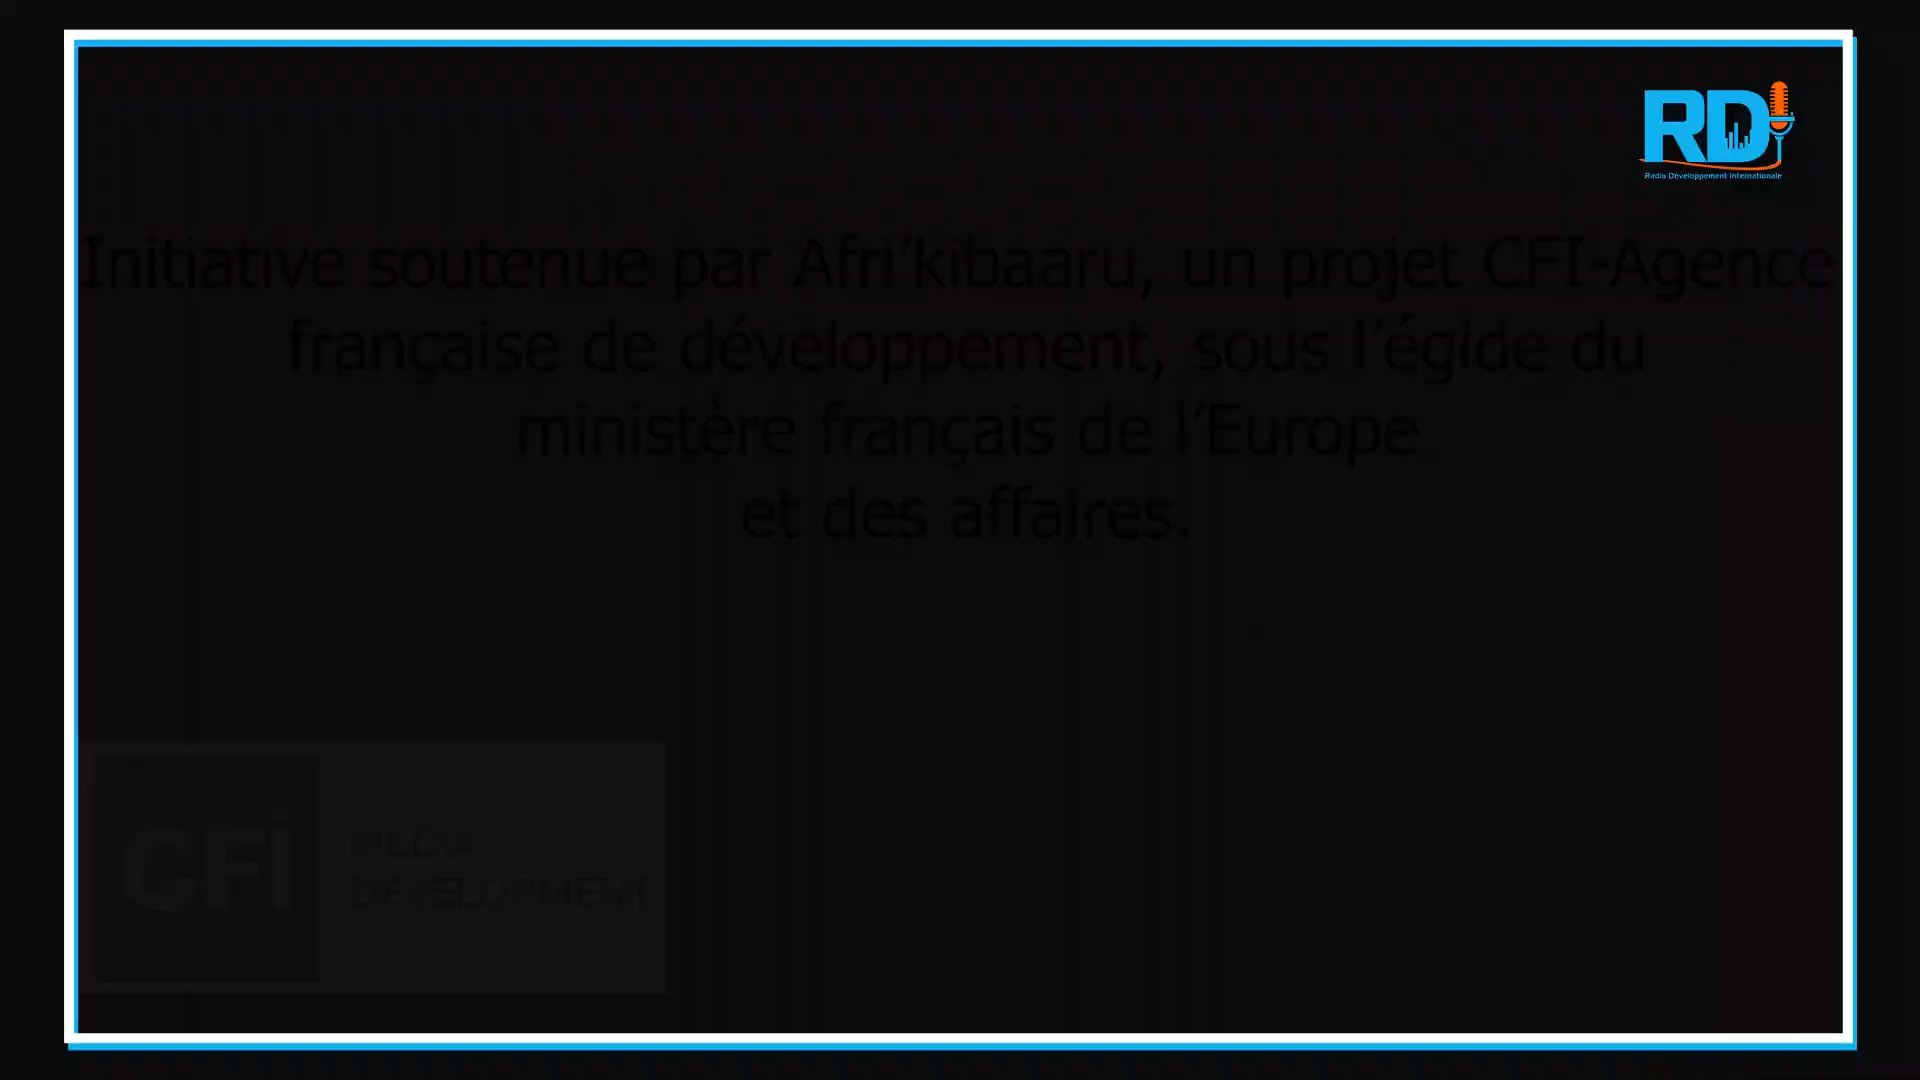 RDi
Radio Développement Internationale
Initiative soutenue par Afri'kibaaru, un projet CFI-Agence
française de développement, sous l'égide du
ministère français de l'Europe
et des affaires.
CFi
MEDIA
DEVELOPMENT